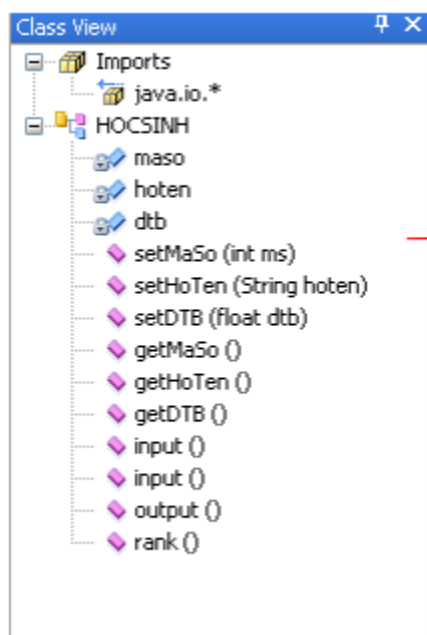 Class View
Imports
java.io.*
HOCSINH
maso
hoten
dtb
setMaSo (int ms)
setHoTen (String hoten)
setDTB (float dtb)
getMaSo ()
getHoTen ()
getDTB ()
input ()
input ()
output ()
rank ()